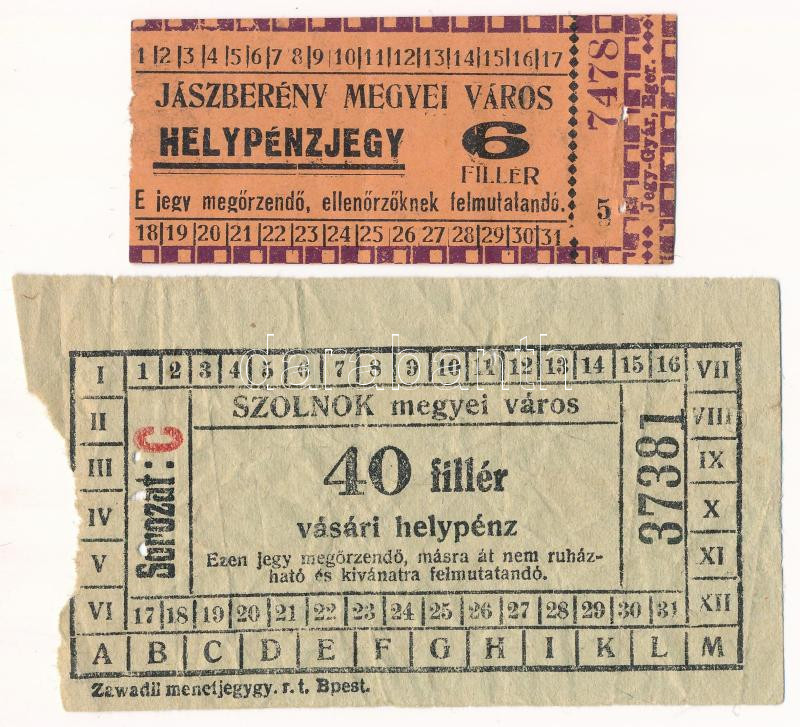 1 2 3 4 5 6 7 8 9 10 11 12 13 14 15 16 17
JÁSZBERÉNY MEGYEI VÁROS
HELYPÉNZJEGY 6
FILLÉR
E jegy megőrzendő, ellenőrzőknek felmutatandó.
18 19 20 21 22 23 24 25 26 27 28 29 30 31
5
7478
Jegy-Gyár, Eger.
darabanth
I 1 2 3 4 5 6 7 8 9 10 11 12 13 14 15 16 VII
SZOLNOK megyei város
II VIII
40 fillér
III IX
Sorozat: C
37381
IV X
vásári helypénz
V XI
Ezen jegy megőrzendő, másra át nem ruház-
ható és kivánatra felmutatandó.
VI 17 18 19 20 21 22 23 24 25 26 27 28 29 30 31 XII
A B C D E F G H I K L M
Zawadil menetjegygy. r. t. Bpest.